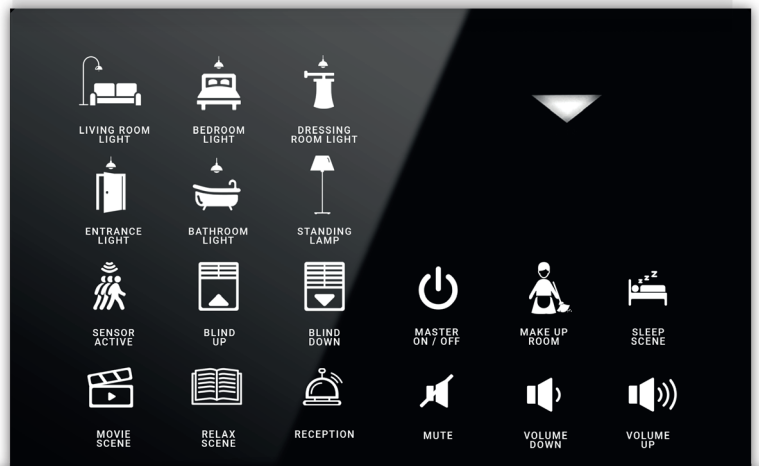 LIVING ROOM
LIGHT
BEDROOM
LIGHT
DRESSING
ROOM LIGHT
ENTRANCE
LIGHT
BATHROOM
LIGHT
STANDING
LAMP
SENSOR
ACTIVE
BLIND
UP
BLIND
DOWN
MASTER
ON / OFF
MAKE UP
ROOM
SLEEP
SCENE
MOVIE
SCENE
RELAX
SCENE
RECEPTION
MUTE
VOLUME
DOWN
VOLUME
UP